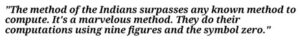 "The method of the Indians surpasses any known method to
compute. It's a marvelous method. They do their
computations using nine figures and the symbol zero."